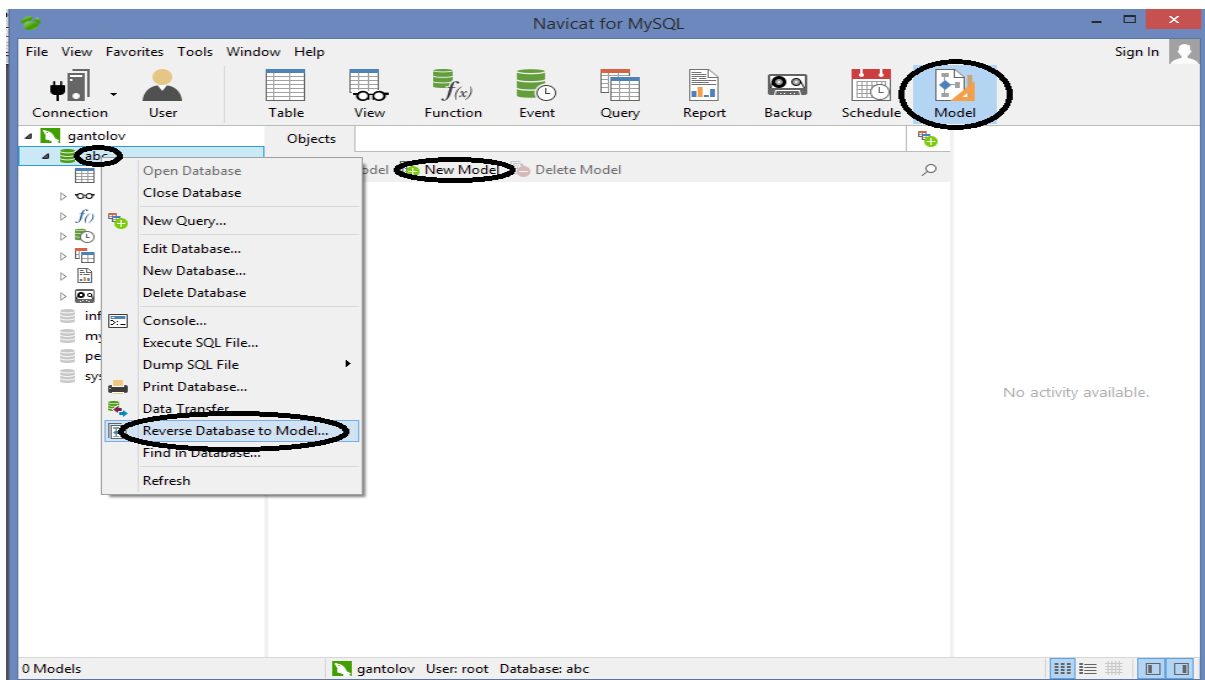 Navicat for MySQL
File View Favorites Tools Window Help
Sign In
Connection User Table View Function Event Query Report Backup Schedule Model
f(x)
gantolov
Objects
abc
New Model Delete Model
Open Database
Close Database
f()
New Query...
Edit Database...
New Database...
Delete Database
Console...
Execute SQL File...
Dump SQL File
Print Database...
Data Transfer
Reverse Database to Model...
Find in Database...
Refresh
No activity available.
0 Models
gantolov User: root Database: abc